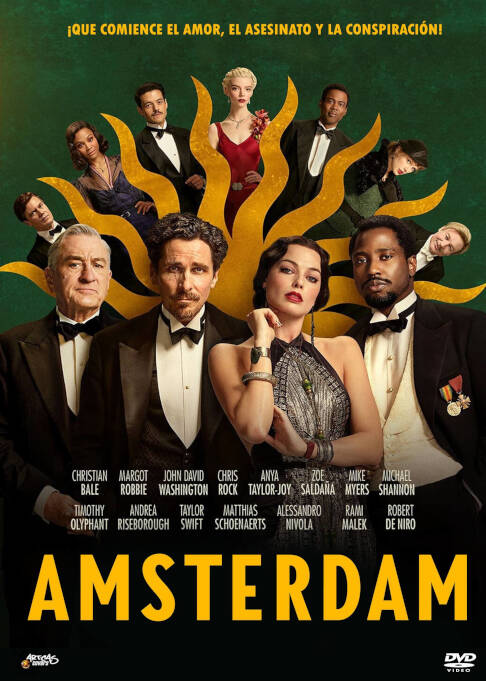 ¡QUE COMIENCE EL AMOR, EL ASESINATO Y LA CONSPIRACIÓN!
CHRISTIAN BALE
MARGOT ROBBIE
JOHN DAVID WASHINGTON
CHRIS ROCK
ANYA TAYLOR-JOY
ZOE SALDAÑA
MIKE MYERS
MICHAEL SHANNON
TIMOTHY OLYPHANT
ANDREA RISEBOROUGH
TAYLOR SWIFT
MATTHIAS SCHOENAERTS
ALESSANDRO NIVOLA
RAMI MALEK
ROBERT DE NIRO
AMSTERDAM
covers
DVD
VIDEO